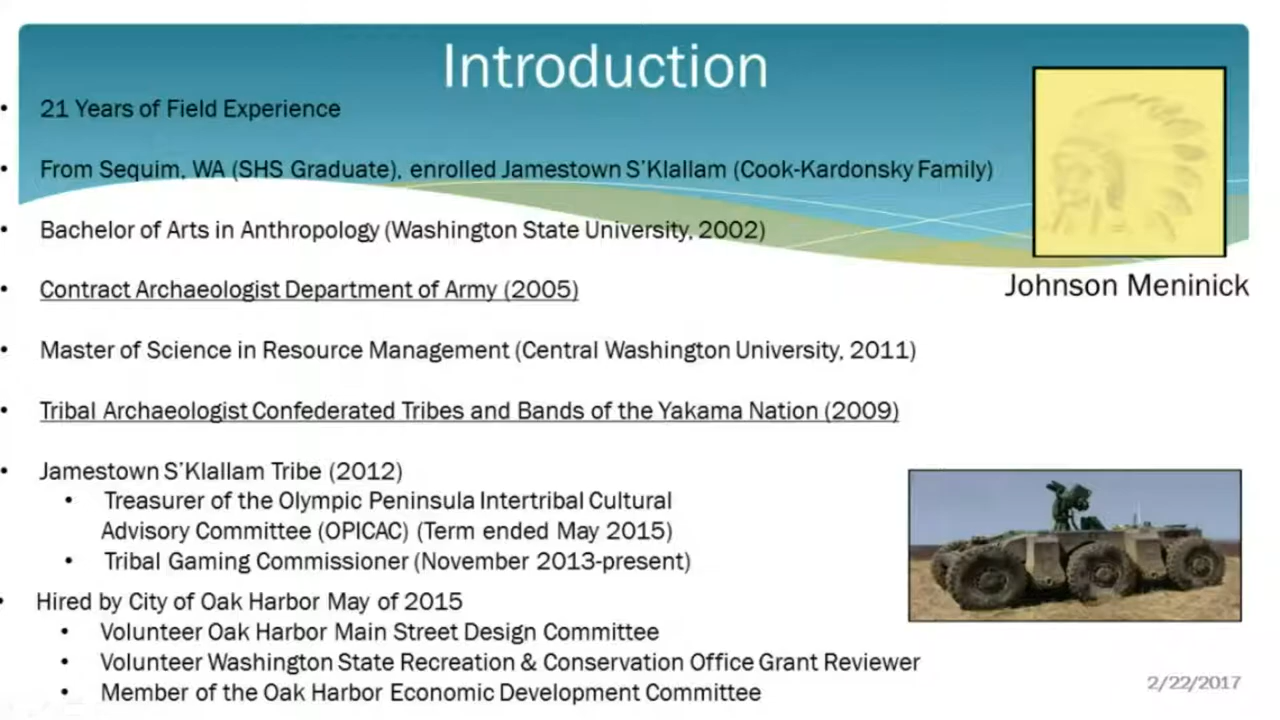 Introduction
• 21 Years of Field Experience
• From Sequim, WA (SHS Graduate), enrolled Jamestown S'Klallam (Cook-Kardonsky Family)
• Bachelor of Arts in Anthropology (Washington State University, 2002)
• Contract Archaeologist Department of Army (2005)
Johnson Meninick
• Master of Science in Resource Management (Central Washington University, 2011)
• Tribal Archaeologist Confederated Tribes and Bands of the Yakama Nation (2009)
• Jamestown S'Klallam Tribe (2012)
• Treasurer of the Olympic Peninsula Intertribal Cultural
Advisory Committee (OPICAC) (Term ended May 2015)
• Tribal Gaming Commissioner (November 2013-present)
• Hired by City of Oak Harbor May of 2015
• Volunteer Oak Harbor Main Street Design Committee
• Volunteer Washington State Recreation & Conservation Office Grant Reviewer
• Member of the Oak Harbor Economic Development Committee
2/22/2017